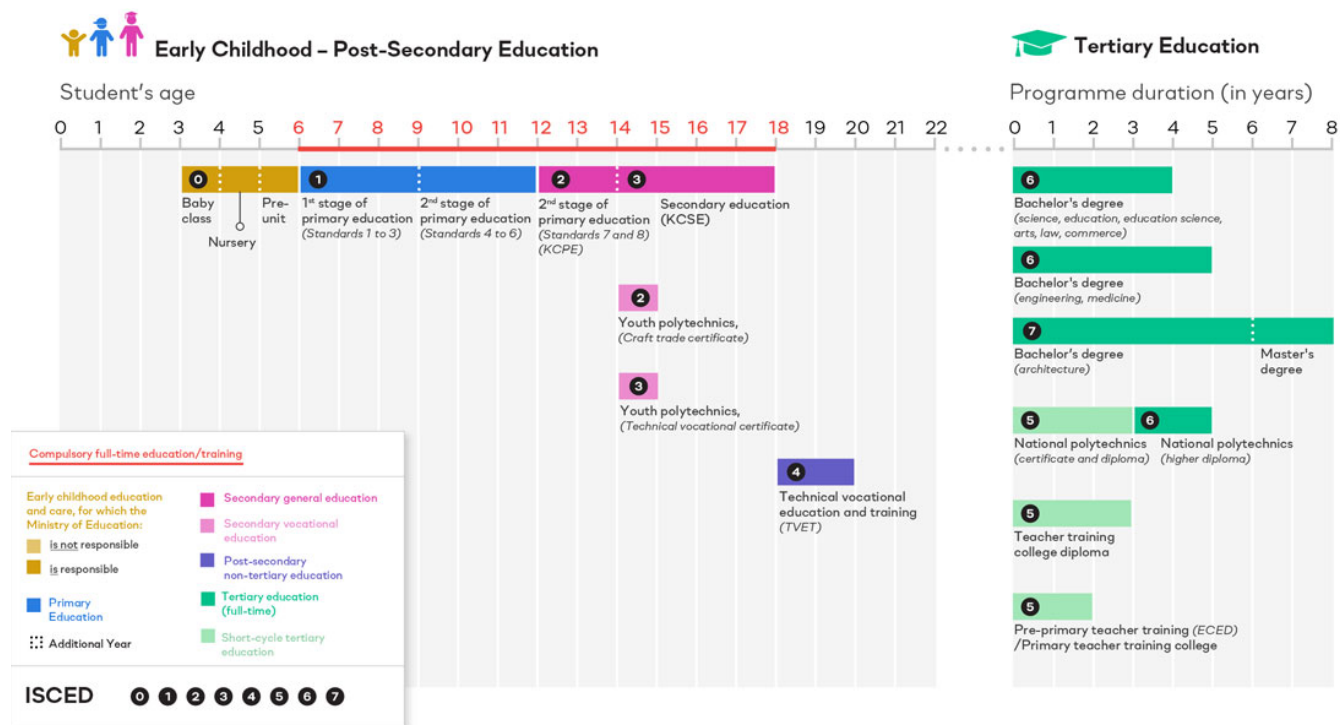 Early Childhood – Post-Secondary Education
Student's age
0 1 2 3 4 5 6 7 8 9 10 11 12 13 14 15 16 17 18 19 20 21 22
0
Baby
class
Nursery
Pre-
unit
1
1st stage of
primary education
(Standards 1 to 3)
2nd stage of
primary education
(Standards 4 to 6)
2
2nd stage of
primary education
(Standards 7 and 8)
(KCPE)
3
Secondary education
(KCSE)
2
Youth polytechnics,
(Craft trade certificate)
3
Youth polytechnics,
(Technical vocational certificate)
4
Technical vocational
education and training
(TVET)
Tertiary Education
Programme duration (in years)
0 1 2 3 4 5 6 7 8
6
Bachelor's degree
(science, education, education science,
arts, law, commerce)
6
Bachelor's degree
(engineering, medicine)
7
Bachelor's degree
(architecture)
Master's
degree
5
National polytechnics
(certificate and diploma)
6
National polytechnics
(higher diploma)
5
Teacher training
college diploma
5
Pre-primary teacher training (ECED)
/Primary teacher training college
Compulsory full-time education/training
Early childhood education
and care, for which the
Ministry of Education:
is not responsible
is responsible
Primary
Education
Additional Year
Secondary general education
Secondary vocational
education
Post-secondary
non-tertiary education
Tertiary education
(full-time)
Short-cycle tertiary
education
ISCED 0 1 2 3 4 5 6 7